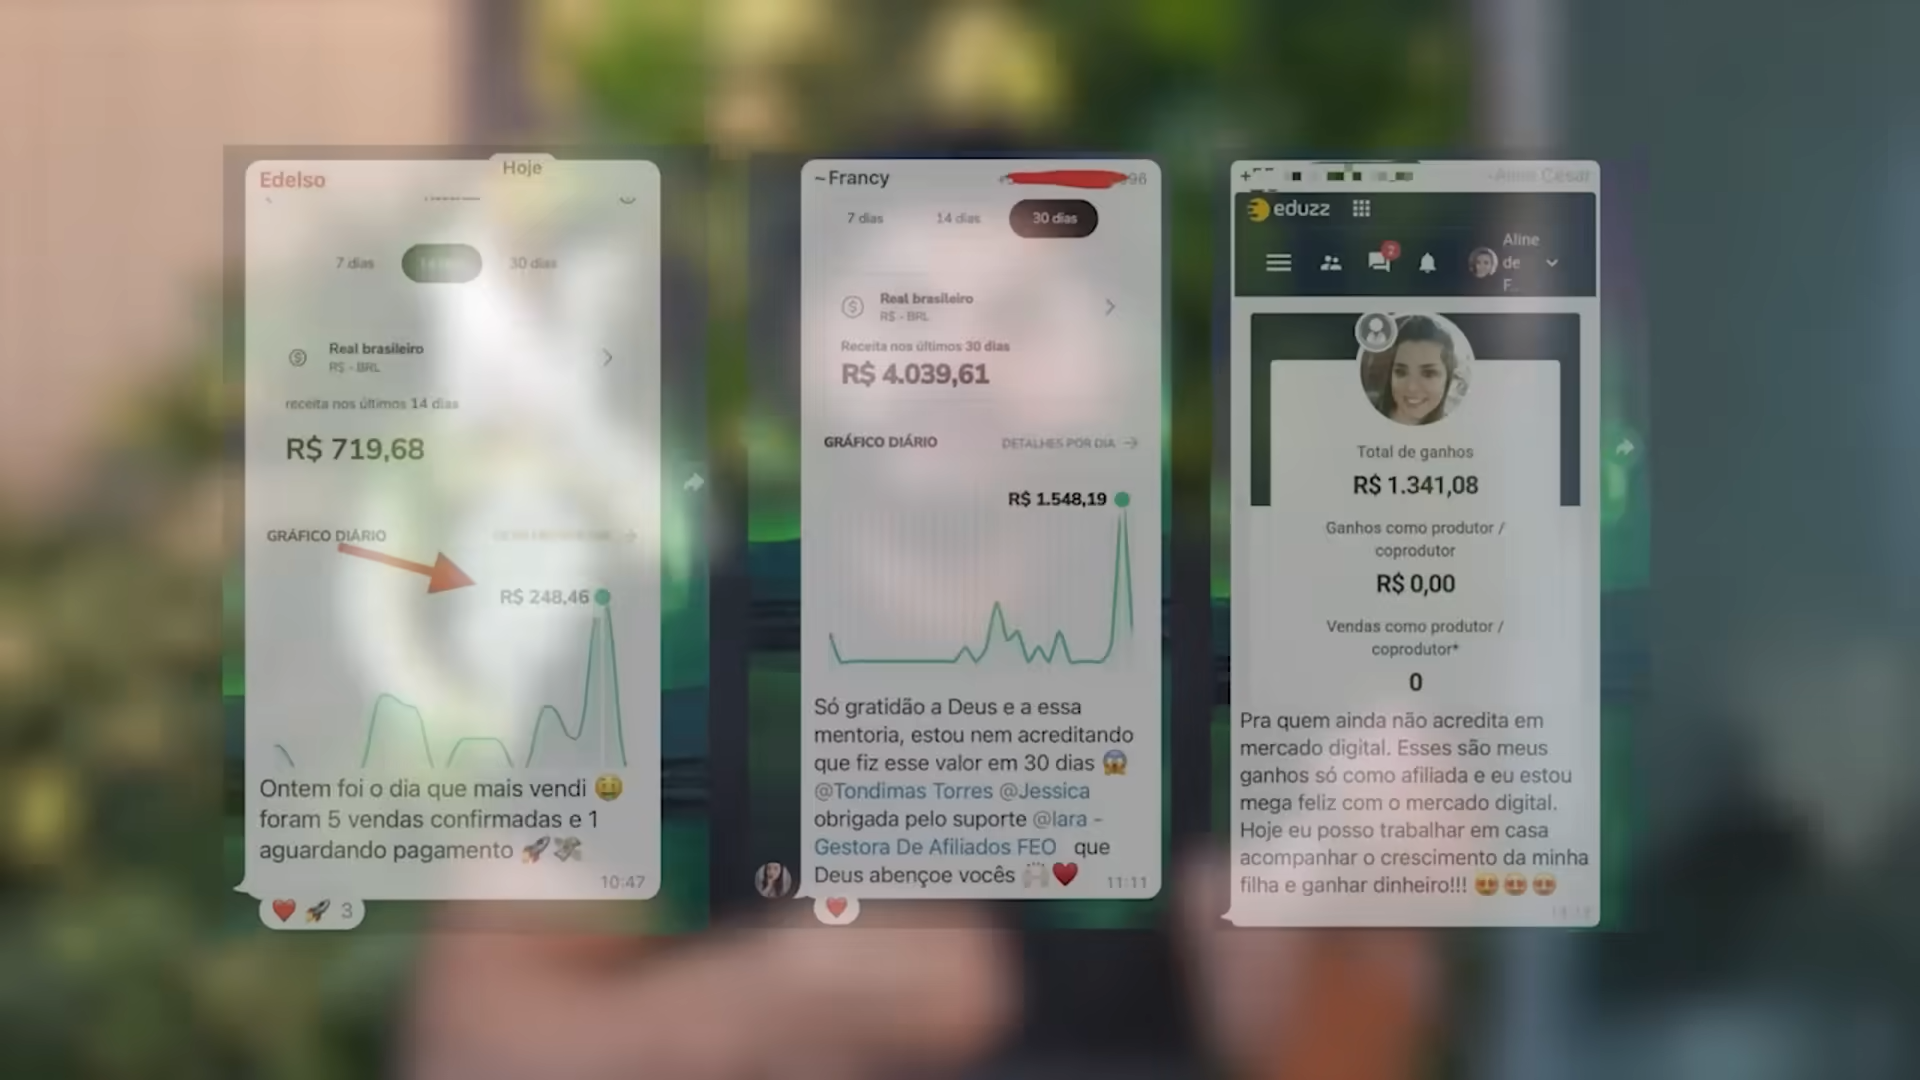 Hoje
Edelso
7 dias
30 dias
Real brasileiro
R$ - BRL
receita nos últimos 14 dias
R$ 719,68
GRÁFICO DIÁRIO
R$ 248,46
Ontem foi o dia que mais vendi 🤑
foram 5 vendas confirmadas e 1
aguardando pagamento 🚀💸
10:47
❤️ 🚀 3
~Francy
96
7 dias
14 dias
30 dias
Real brasileiro
R$ - BRL
Receita nos últimos 30 dias
R$ 4.039,61
GRÁFICO DIÁRIO
DETALHES POR DIA →
R$ 1.548,19
Só gratidão a Deus e a essa
mentoria, estou nem acreditando
que fiz esse valor em 30 dias 😱
@Tondimas Torres @Jessica
obrigada pelo suporte @Iara -
Gestora De Afiliados FEO que
Deus abençoe vocês 🙌🏻❤️
11:11
❤️
~Aline César
eduzz
2
Aline
de
F...
Total de ganhos
R$ 1.341,08
Ganhos como produtor /
coprodutor
R$ 0,00
Vendas como produtor /
coprodutor*
0
Pra quem ainda não acredita em
mercado digital. Esses são meus
ganhos só como afiliada e eu estou
mega feliz com o mercado digital.
Hoje eu posso trabalhar em casa
acompanhar o crescimento da minha
filha e ganhar dinheiro!!! 😍😍😍